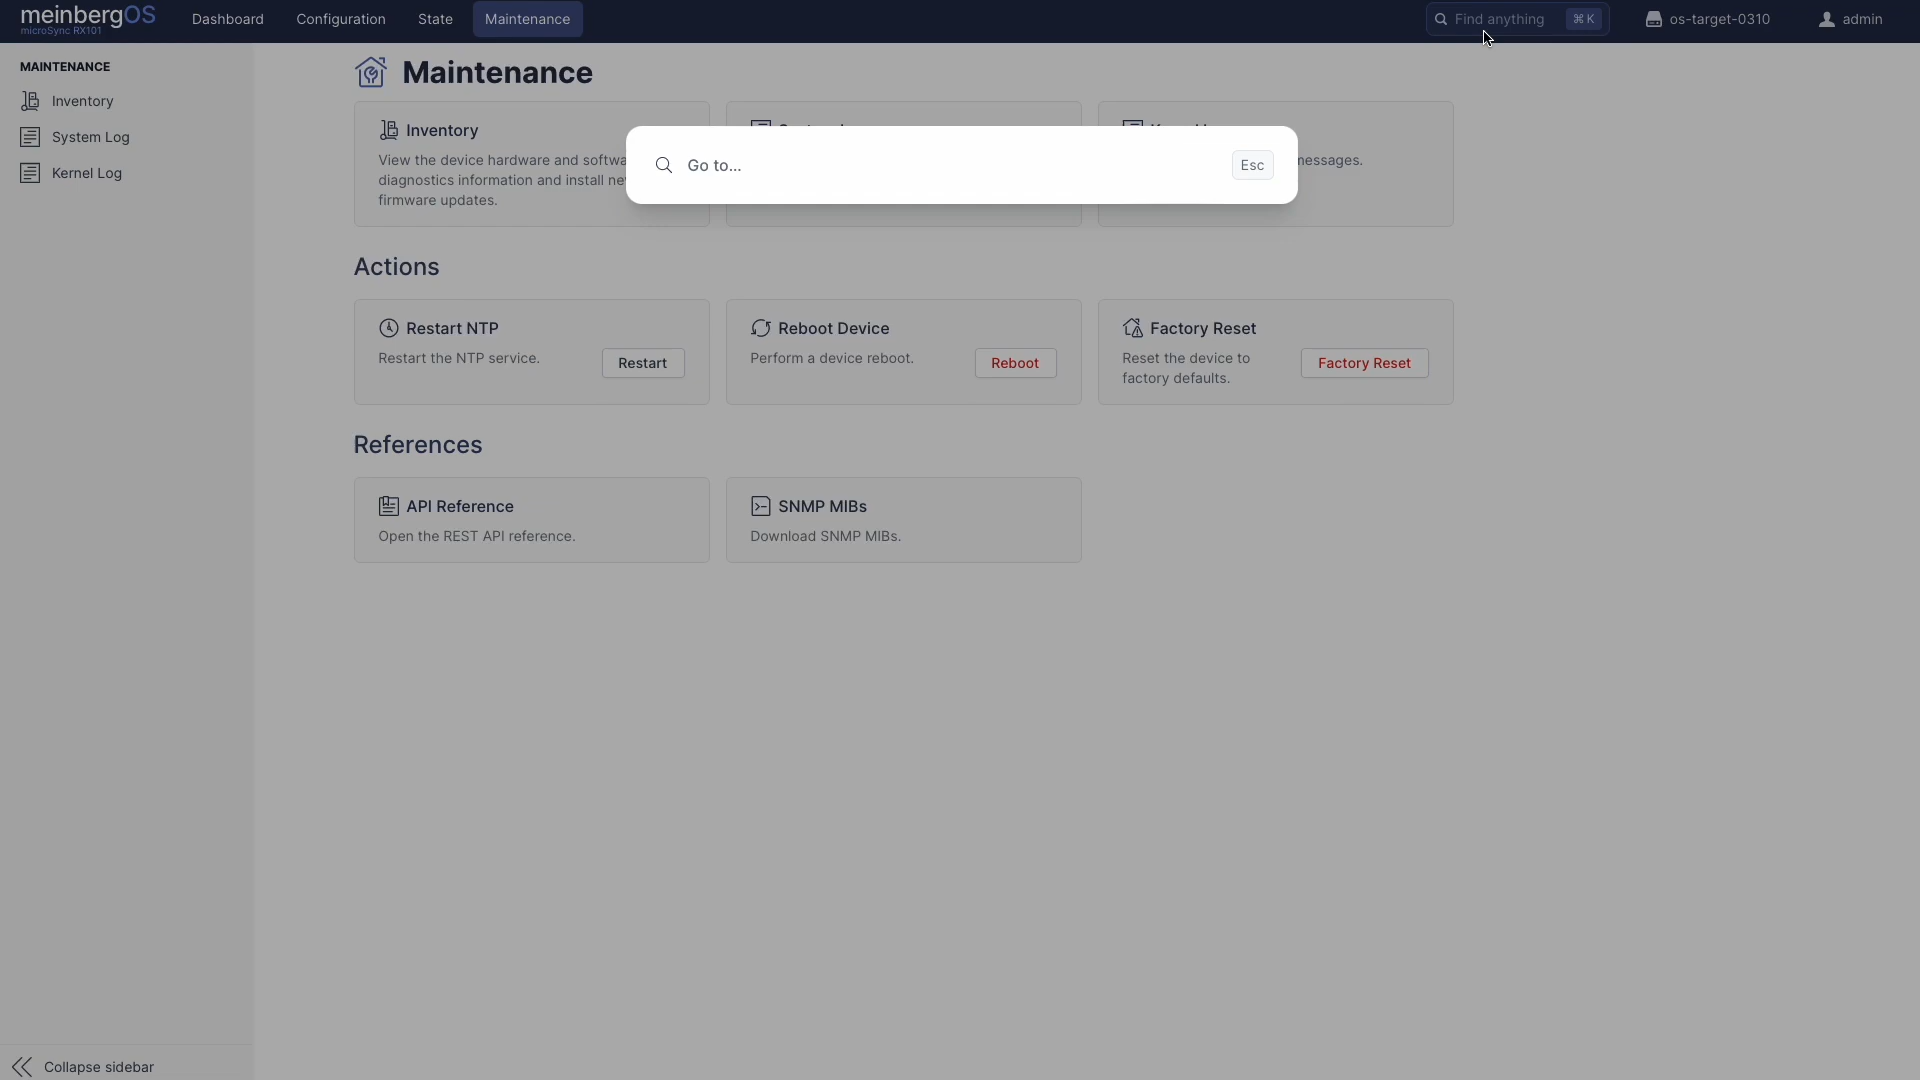 meinbergOS
microSync RX101
Dashboard
Configuration
State
Maintenance
Find anything
⌘ K
os-target-0310
admin
MAINTENANCE
Inventory
System Log
Kernel Log
Maintenance
Inventory
View the device hardware and
diagnostics information and install
firmware updates.
Go to...
Esc
messages.
Actions
Restart NTP
Restart the NTP service.
Restart
Reboot Device
Perform a device reboot.
Reboot
Factory Reset
Reset the device to
factory defaults.
Factory Reset
References
API Reference
Open the REST API reference.
SNMP MIBs
Download SNMP MIBs.
Collapse sidebar